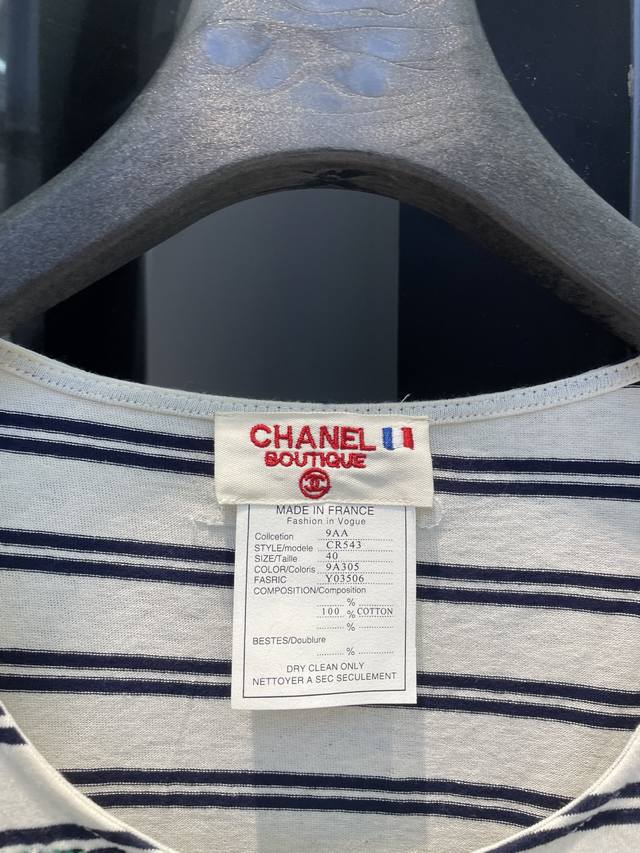 CHANEL
BOUTIQUE
MADE IN FRANCE
Fashion in Vogue
Collcetion 9AA
STYLE/modele CR543
SIZE/Taille 40
COLOR/Coloris 9A305
FASRIC Y03506
COMPOSITION/Composition
%
100 % COTTON
%
BESTES/Doublure
%
DRY CLEAN ONLY
NETTOYER A SEC SECULEMENT